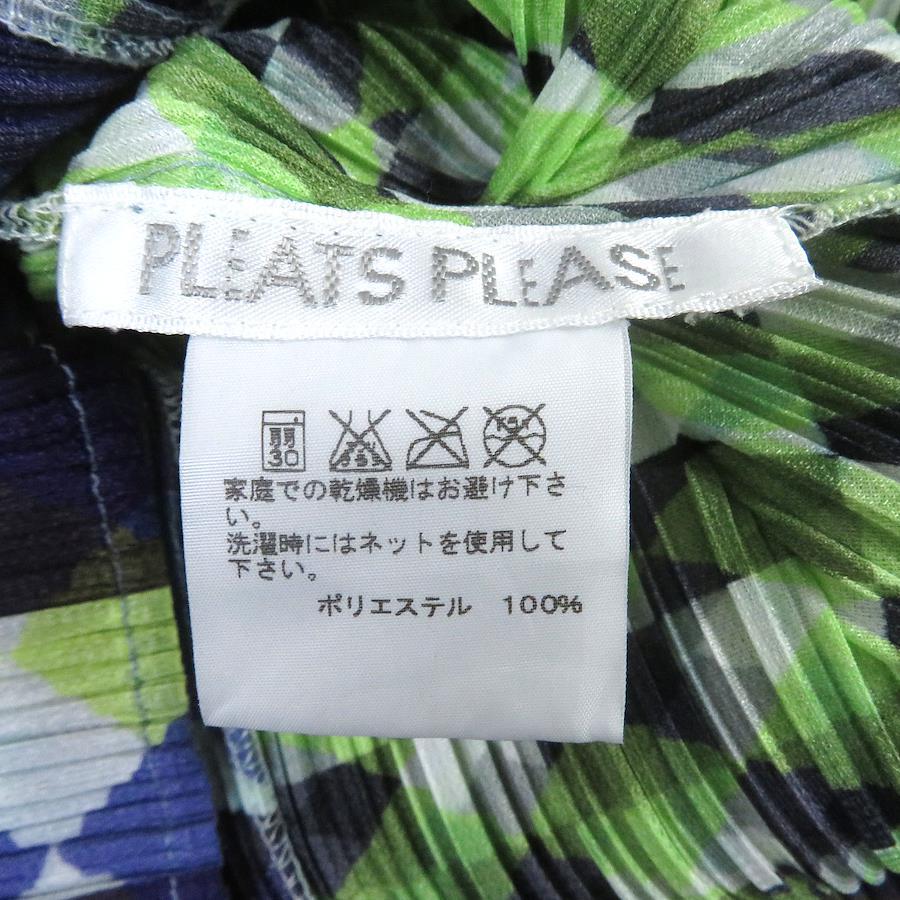 PLEATS PLEASE
弱
30
家庭での乾燥機はお避け下さ
い。
洗濯時にはネットを使用して
下さい。
ポリエステル 100%